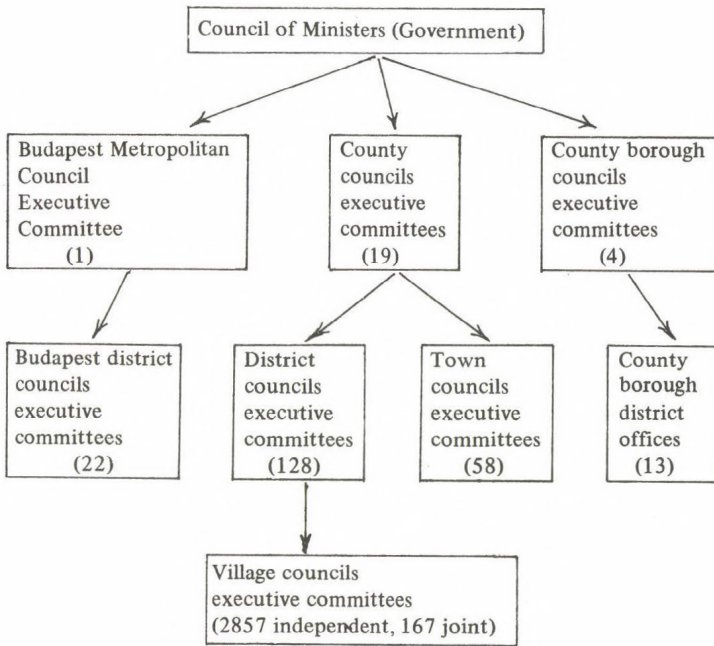 Council of Ministers (Government)
Budapest Metropolitan
Council
Executive
Committee
(1)
County
councils
executive
committees
(19)
County borough
councils
executive
committees
(4)
Budapest district
councils
executive
committees
(22)
District
councils
executive
committees
(128)
Town
councils
executive
committees
(58)
County
borough
district
offices
(13)
Village councils
executive committees
(2857 independent, 167 joint)